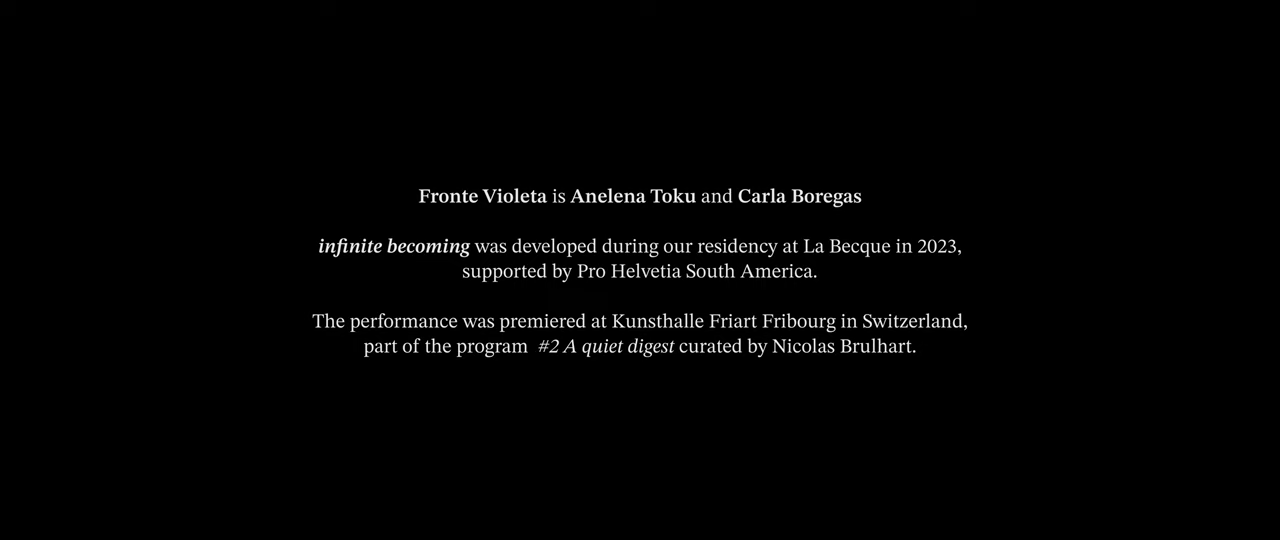 Fronte Violeta is Anelena Toku and Carla Boregas
infinite becoming was developed during our residency at La Becque in 2023,
supported by Pro Helvetia South America.
The performance was premiered at Kunsthalle Friart Fribourg in Switzerland,
part of the program #2 A quiet digest curated by Nicolas Brulhart.